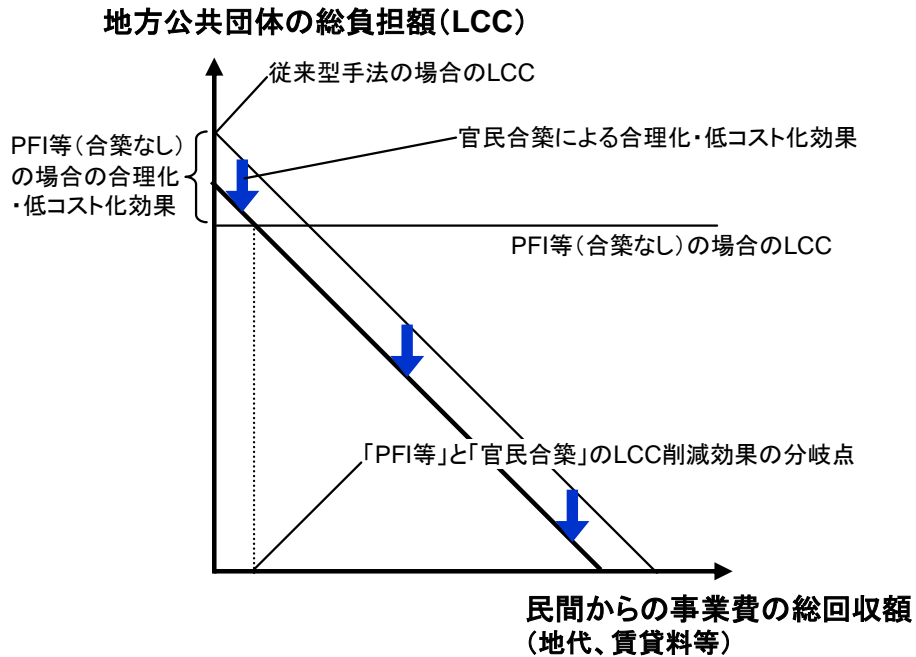 地方公共団体の総負担額(LCC)
従来型手法の場合のLCC
官民合築による合理化・低コスト化効果
PFI等(合築なし)
の場合の合理化
・低コスト化効果
PFI等(合築なし)の場合のLCC
「PFI等」と「官民合築」のLCC削減効果の分岐点
民間からの事業費の総回収額
(地代、賃貸料等)